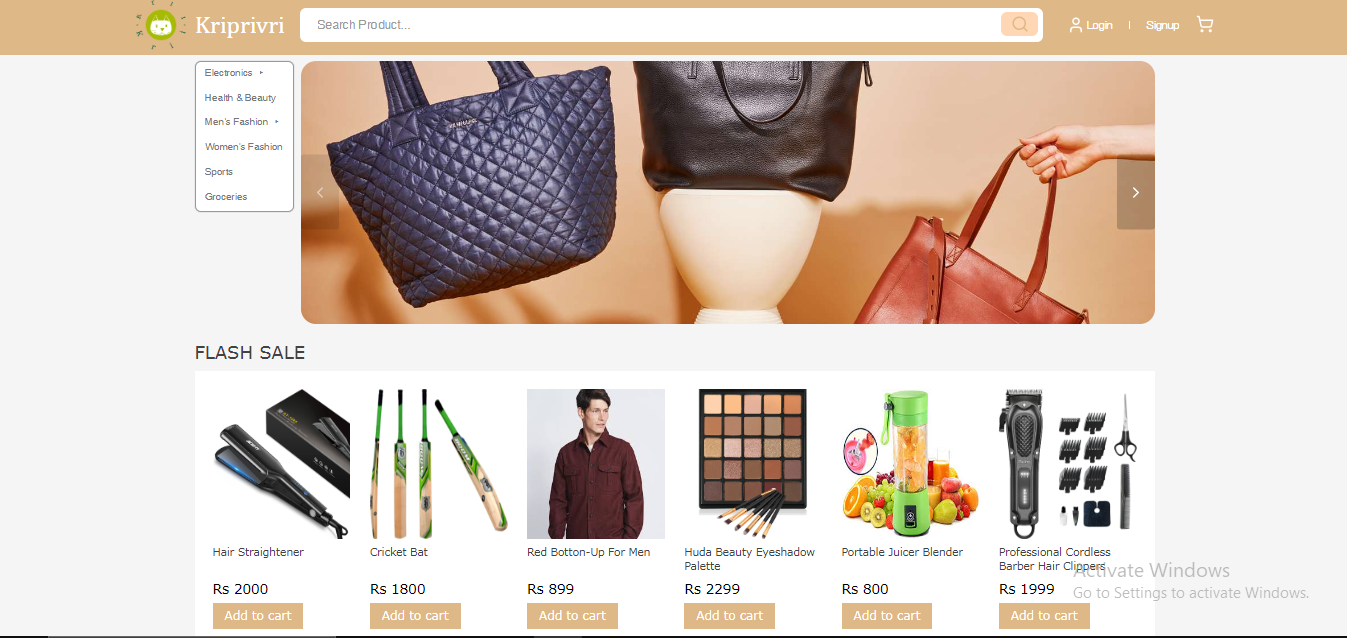 Kriprivri
Search Product...
Login | Signup
Electronics ‣
Health & Beauty
Men's Fashion ‣
Women's Fashion
Sports
Groceries
FLASH SALE
Hair Straightener
Rs 2000
Add to cart
Cricket Bat
Rs 1800
Add to cart
Red Botton-Up For Men
Rs 899
Add to cart
Huda Beauty Eyeshadow
Palette
Rs 2299
Add to cart
Portable Juicer Blender
Rs 800
Add to cart
Professional Cordless
Barber Hair Clippers
Rs 1999
Add to cart
Activate Windows
Go to Settings to activate Windows.